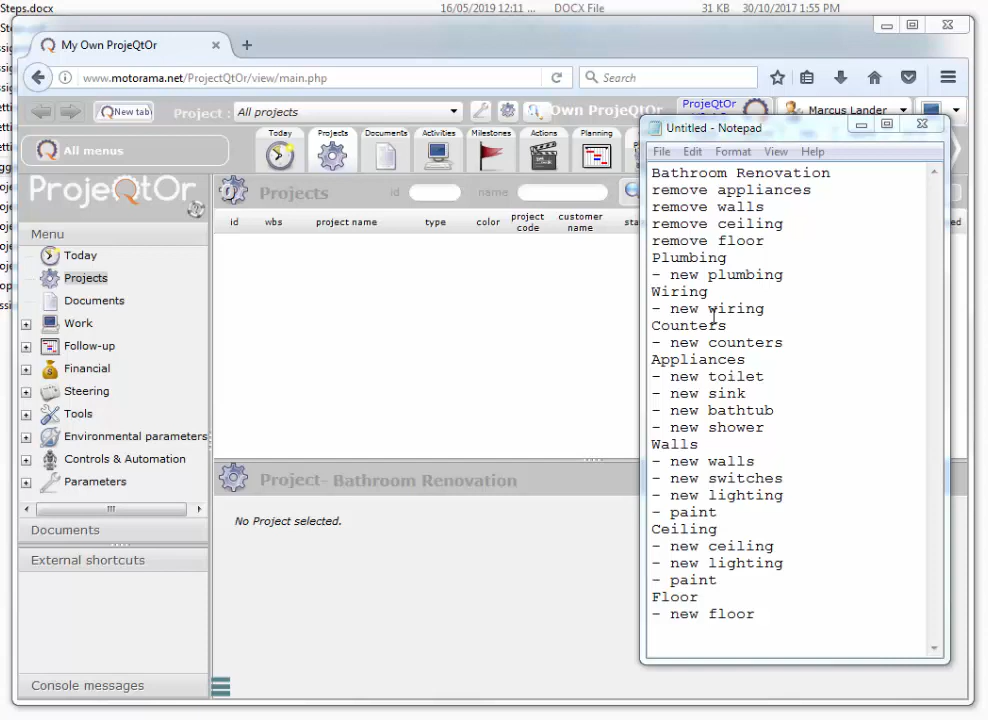 Steps.docx 16/05/2019 12:11 ... DOCX File 31 KB 30/10/2017 1:55 PM
My Own ProjeQtOr
www.motorama.net/ProjectQtOr/view/main.php
Search
New tab
Project :
All projects
Own ProjeQtOr
ProjeQtOr
Marcus Lander
All menus
Today
Projects
Documents
Activities
Milestones
Actions
Planning
ProjeQtOr
Projects
id
name
id
wbs
project name
type
color
project code
customer name
Menu
Today
Projects
Documents
Work
Follow-up
Financial
Steering
Tools
Environmental parameters
Controls & Automation
Parameters
Documents
External shortcuts
Console messages
Project - Bathroom Renovation
No Project selected.
Untitled - Notepad
File Edit Format View Help
Bathroom Renovation
remove appliances
remove walls
remove ceiling
remove floor
Plumbing
- new plumbing
Wiring
- new wiring
Counters
- new counters
Appliances
- new toilet
- new sink
- new bathtub
- new shower
Walls
- new walls
- new switches
- new lighting
- paint
Ceiling
- new ceiling
- new lighting
- paint
Floor
- new floor